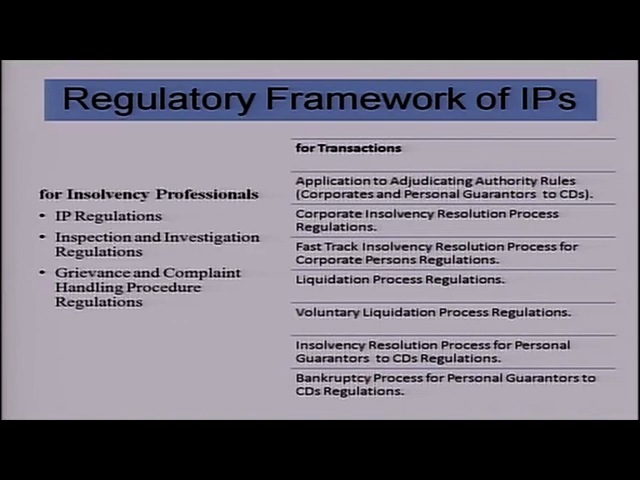 Regulatory Framework of IPs
for Insolvency Professionals
• IP Regulations
• Inspection and Investigation
Regulations
• Grievance and Complaint
Handling Procedure
Regulations
for Transactions
Application to Adjudicating Authority Rules
(Corporates and Personal Guarantors to CDs).
Corporate Insolvency Resolution Process
Regulations.
Fast Track Insolvency Resolution Process for
Corporate Persons Regulations.
Liquidation Process Regulations.
Voluntary Liquidation Process Regulations.
Insolvency Resolution Process for Personal
Guarantors to CDs Regulations.
Bankruptcy Process for Personal Guarantors to
CDs Regulations.